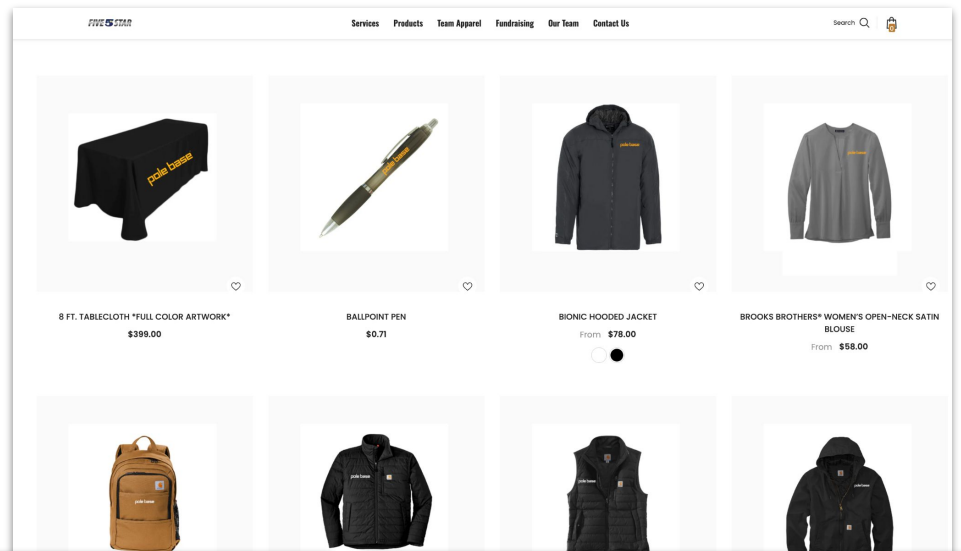 FIVE 5 STAR
Services Products Team Apparel Fundraising Our Team Contact Us
Search
0
pole base
pole base
pole base
pole base
8 FT. TABLECLOTH *FULL COLOR ARTWORK*
$399.00
BALLPOINT PEN
$0.71
BIONIC HOODED JACKET
From $78.00
BROOKS BROTHERS® WOMEN'S OPEN-NECK SATIN
BLOUSE
From $58.00
pole base
pole base
pole base
pole base